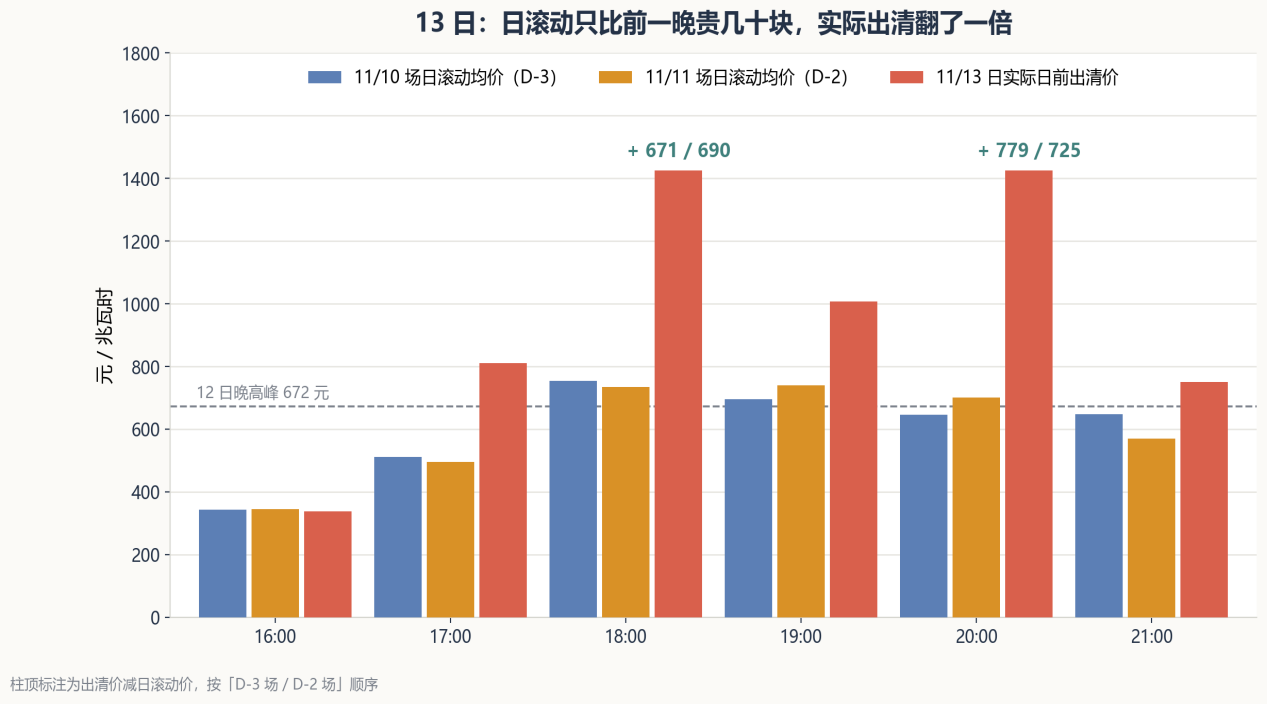 13 日：日滚动只比前一晚贵几十块，实际出清翻了一倍
11/10 场日滚动均价（D-3） 11/11 场日滚动均价（D-2） 11/13 日实际日前出清价
元 / 兆瓦时
1800
1600
1400
1200
1000
800
600
400
200
0
+ 671 / 690
+ 779 / 725
12 日晚高峰 672 元
16:00 17:00 18:00 19:00 20:00 21:00
柱顶标注为出清价减日滚动价，按「D-3 场 / D-2 场」顺序